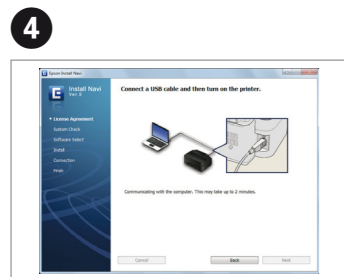 4
Epson Install Navi
Install Navi
Ver. 3
Connect a USB cable and then turn on the printer.
License Agreement
System Check
Software Select
Install
Connection
Finish
Communicating with the computer. This may take up to 2 minutes.
Cancel
Back
Next